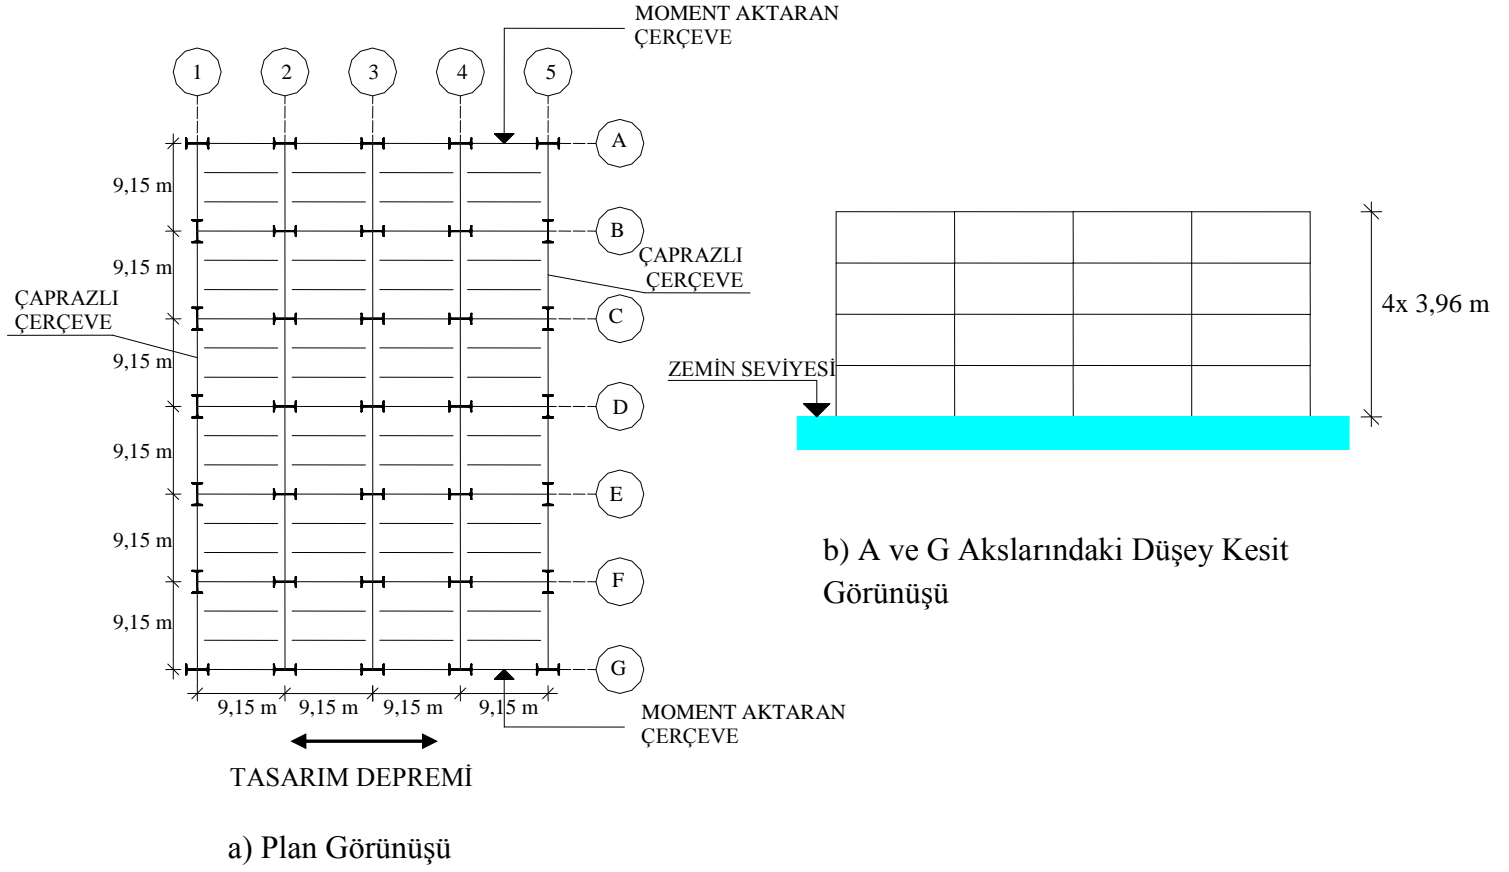 MOMENT AKTARAN
ÇERÇEVE
1
2
3
4
5
A
9,15 m
B
ÇAPRAZLI
ÇERÇEVE
9,15 m
ÇAPRAZLI
ÇERÇEVE
C
9,15 m
D
9,15 m
E
9,15 m
F
9,15 m
G
9,15 m 9,15 m 9,15 m 9,15 m
MOMENT AKTARAN
ÇERÇEVE
TASARIM DEPREMİ
a) Plan Görünüşü
4x 3,96 m
ZEMİN SEVİYESİ
b) A ve G Akslarındaki Düşey Kesit
Görünüşü